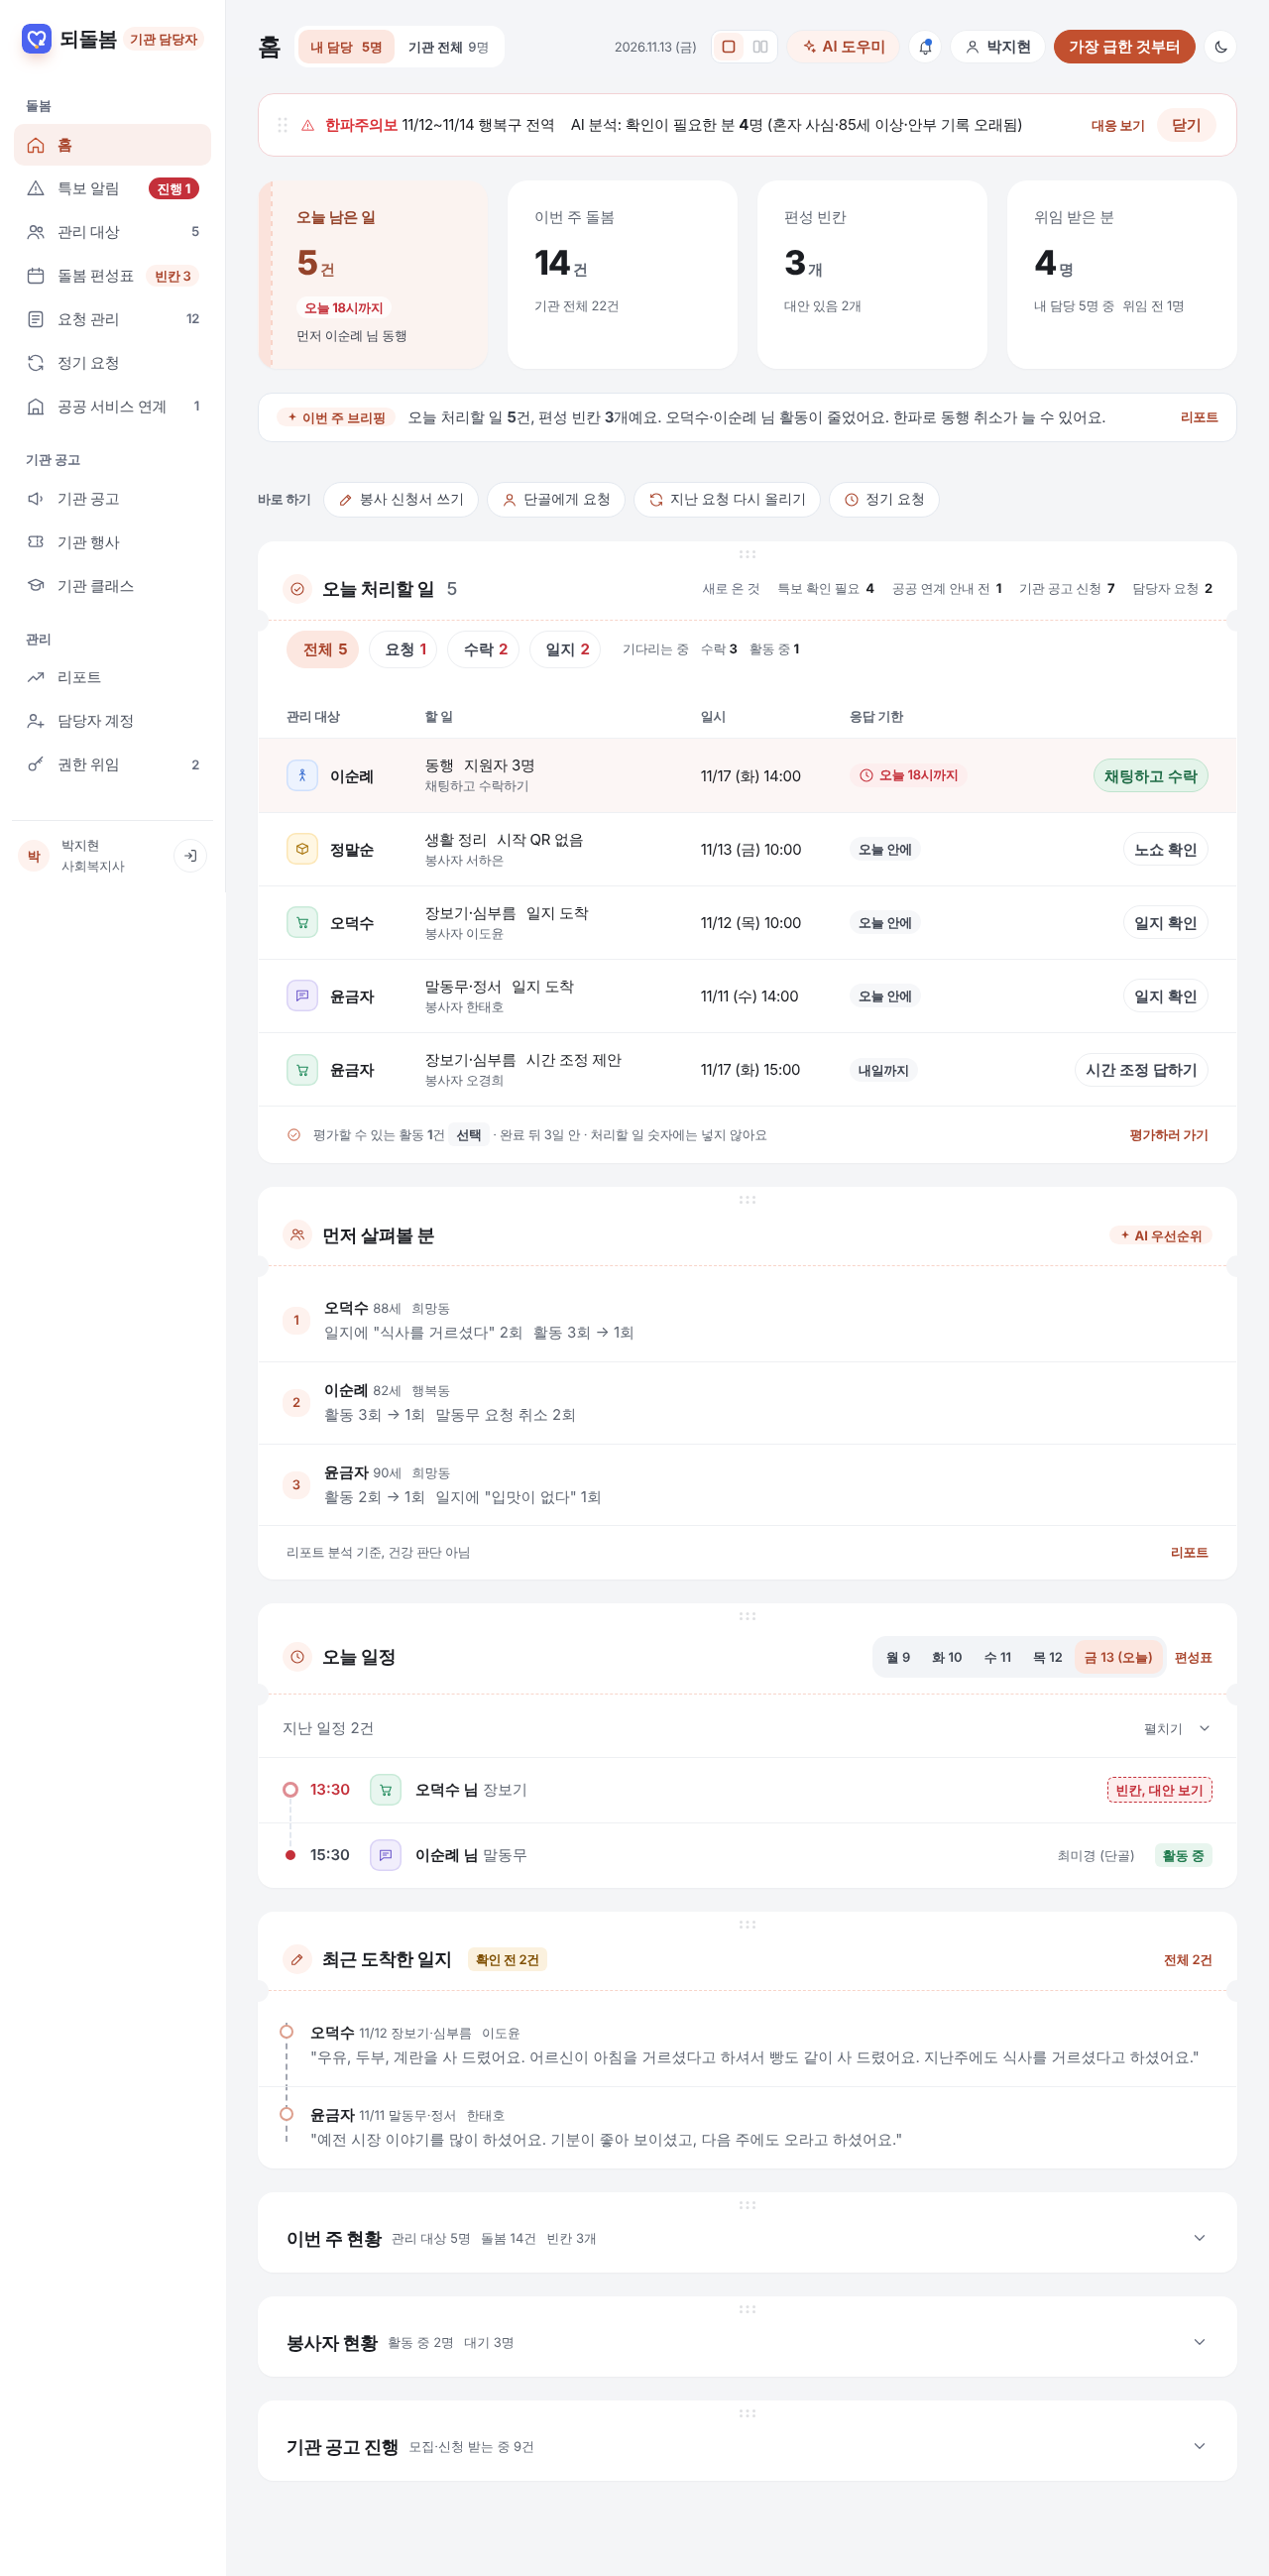 되돌봄 기관 담당자
돌봄
홈
특보 알림 진행 1
관리 대상 5
돌봄 편성표 빈칸 3
요청 관리 12
정기 요청
공공 서비스 연계 1
기관 공고
기관 공고
기관 행사
기관 클래스
관리
리포트
담당자 계정
권한 위임 2
박 박지현
사회복지사
홈 내 담당 5명 기관 전체 9명 2026.11.13 (금) AI 도우미 박지현 가장 급한 것부터
한파주의보 11/12~11/14 행복구 전역 AI 분석: 확인이 필요한 분 4명 (혼자 사심·85세 이상·안부 기록 오래됨) 대응 보기 닫기
오늘 남은 일
5건
오늘 18시까지
먼저 이순례 님 동행
이번 주 돌봄
14건
기관 전체 22건
편성 빈칸
3개
대안 있음 2개
위임 받은 분
4명
내 담당 5명 중 위임 전 1명
이번 주 브리핑 오늘 처리할 일 5건, 편성 빈칸 3개예요. 오덕수·이순례 님 활동이 줄었어요. 한파로 동행 취소가 늘 수 있어요. 리포트
바로 하기 봉사 신청서 쓰기 단골에게 요청 지난 요청 다시 올리기 정기 요청
오늘 처리할 일 5 새로 온 것 특보 확인 필요 4 공공 연계 안내 전 1 기관 공고 신청 7 담당자 요청 2
전체 5 요청 1 수락 2 일지 2 기다리는 중 수락 3 활동 중 1
관리 대상 할 일 일시 응답 기한
이순례 동행 지원자 3명 11/17 (화) 14:00 오늘 18시까지 채팅하고 수락
채팅하고 수락하기
정말순 생활 정리 시작 QR 없음 11/13 (금) 10:00 오늘 안에 노쇼 확인
봉사자 서하은
오덕수 장보기·심부름 일지 도착 11/12 (목) 10:00 오늘 안에 일지 확인
봉사자 이도윤
윤금자 말동무·정서 일지 도착 11/11 (수) 14:00 오늘 안에 일지 확인
봉사자 한태호
윤금자 장보기·심부름 시간 조정 제안 11/17 (화) 15:00 내일까지 시간 조정 답하기
봉사자 오경희
평가할 수 있는 활동 1건 선택 · 완료 뒤 3일 안 · 처리할 일 숫자에는 넣지 않아요 평가하러 가기
먼저 살펴볼 분 AI 우선순위
1 오덕수 88세 희망동
일지에 "식사를 거르셨다" 2회 활동 3회 → 1회
2 이순례 82세 행복동
활동 3회 → 1회 말동무 요청 취소 2회
3 윤금자 90세 희망동
활동 2회 → 1회 일지에 "입맛이 없다" 1회
리포트 분석 기준, 건강 판단 아님 리포트
오늘 일정 월 9 화 10 수 11 목 12 금 13 (오늘) 편성표
지난 일정 2건 펼치기
13:30 오덕수 님 장보기 빈칸, 대안 보기
15:30 이순례 님 말동무 최미경 (단골) 활동 중
최근 도착한 일지 확인 전 2건 전체 2건
오덕수 11/12 장보기·심부름 이도윤
"우유, 두부, 계란을 사 드렸어요. 어르신이 아침을 거르셨다고 하셔서 빵도 같이 사 드렸어요. 지난주에도 식사를 거르셨다고 하셨어요."
윤금자 11/11 말동무·정서 한태호
"예전 시장 이야기를 많이 하셨어요. 기분이 좋아 보이셨고, 다음 주에도 오라고 하셨어요."
이번 주 현황 관리 대상 5명 돌봄 14건 빈칸 3개
봉사자 현황 활동 중 2명 대기 3명
기관 공고 진행 모집·신청 받는 중 9건